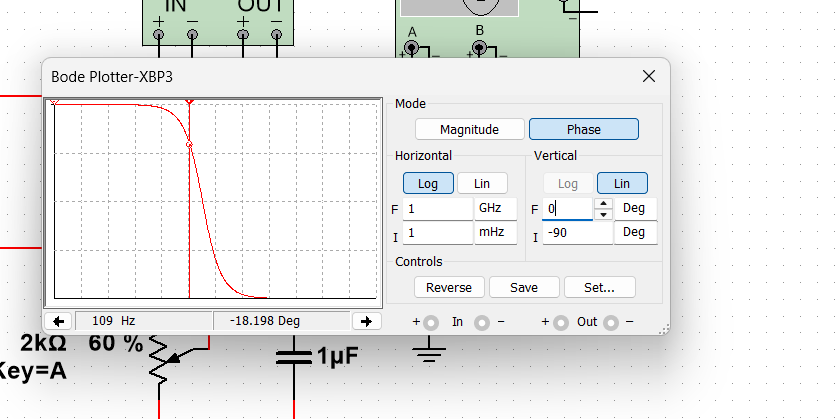 IN OUT
+ − + −
A B
+ − + −
−
Bode Plotter-XBP3
Mode
Magnitude Phase
Horizontal Vertical
Log Lin Log Lin
F 1 GHz F 0 Deg
I 1 mHz I -90 Deg
Controls
Reverse Save Set...
109 Hz -18.198 Deg
+ In − + Out −
2kΩ 60 %
Key=A
1µF